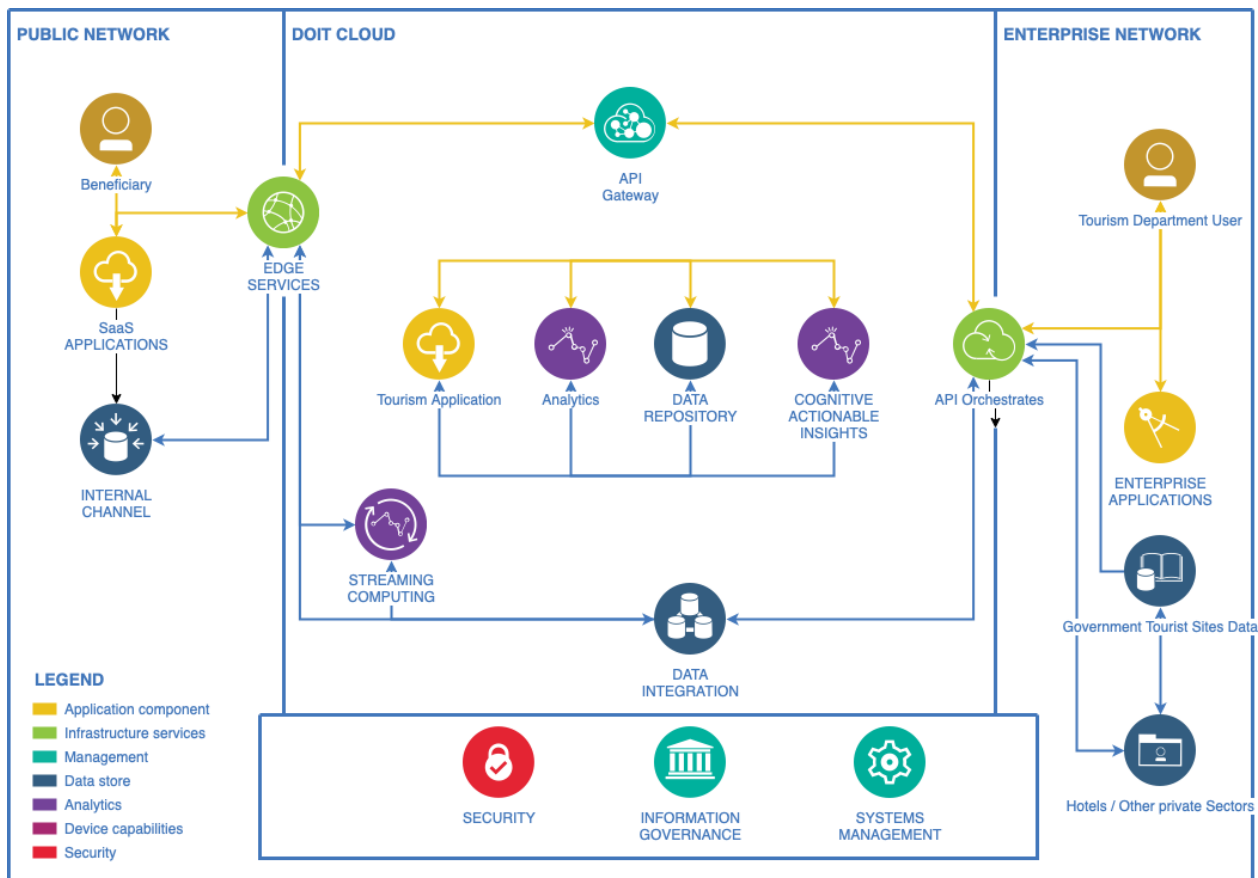 PUBLIC NETWORK
DOIT CLOUD
ENTERPRISE NETWORK
Beneficiary
API
Gateway
Tourism Department User
EDGE
SERVICES
SaaS
APPLICATIONS
Tourism Application
Analytics
DATA
REPOSITORY
COGNITIVE
ACTIONABLE
INSIGHTS
API Orchestrates
INTERNAL
CHANNEL
ENTERPRISE
APPLICATIONS
STREAMING
COMPUTING
Government Tourist Sites Data
DATA
INTEGRATION
LEGEND
Application component
Infrastructure services
Management
Data store
Analytics
Device capabilities
Security
SECURITY
INFORMATION
GOVERNANCE
SYSTEMS
MANAGEMENT
Hotels / Other private Sectors